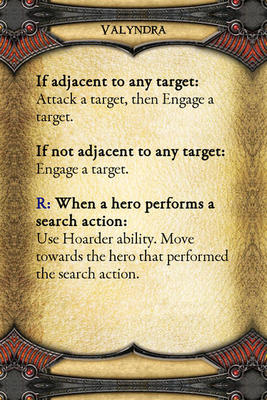 VALYNDRA
If adjacent to any target:
Attack a target, then Engage a
target.
If not adjacent to any target:
Engage a target.
R: When a hero performs a
search action:
Use Hoarder ability. Move
towards the hero that performed
the search action.